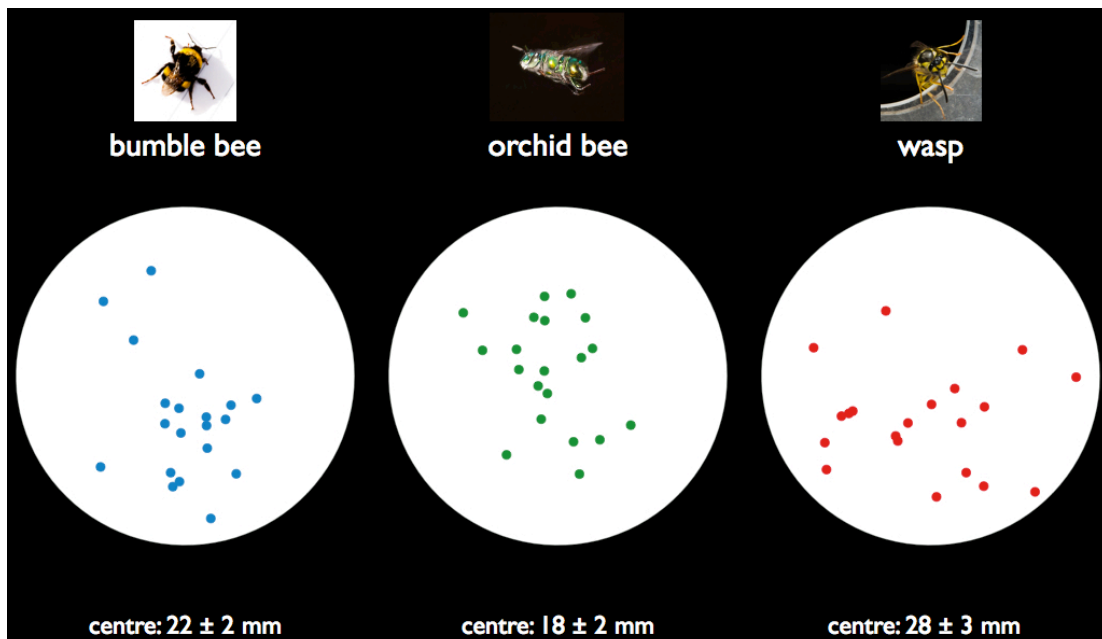 bumble bee
orchid bee
wasp
centre: 22 ± 2 mm
centre: 18 ± 2 mm
centre: 28 ± 3 mm